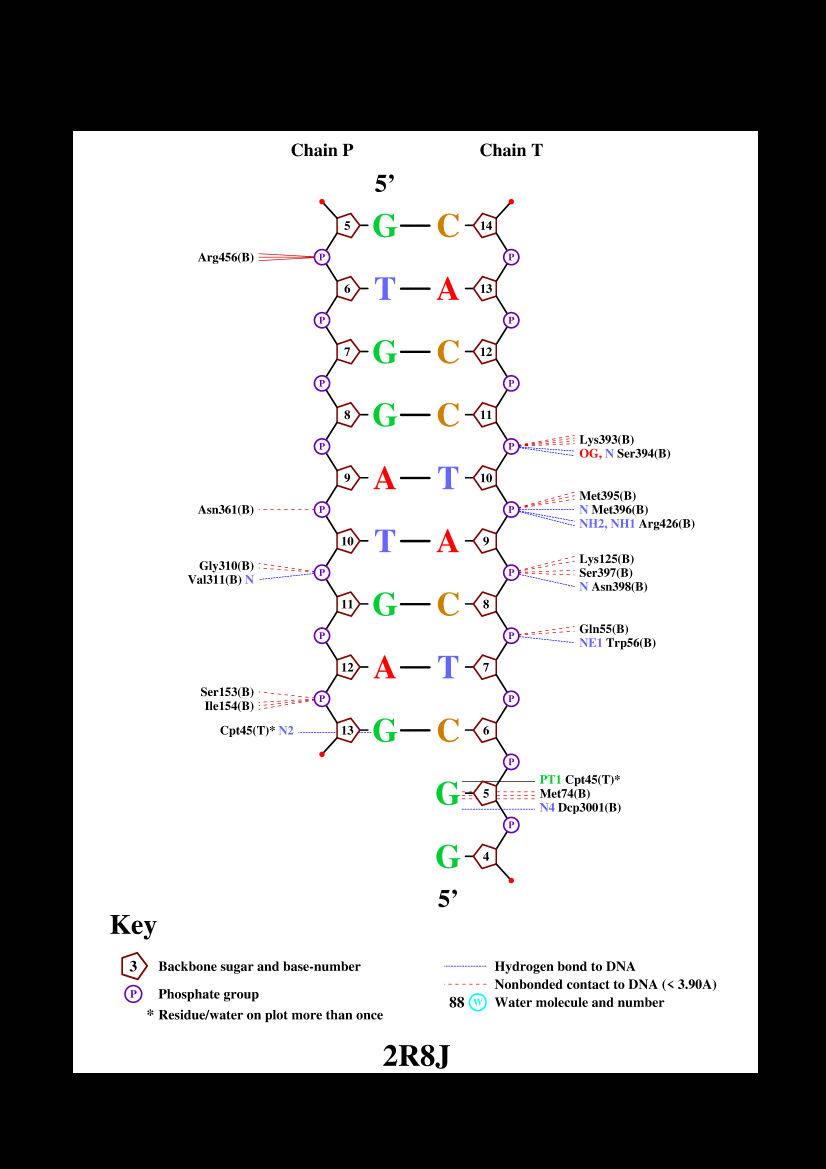 Chain P Chain T
5’
5 G C 14
P P
Arg456(B)
6 T A 13
P P
7 G C 12
P P
8 G C 11
P P
Lys393(B)
OG, N Ser394(B)
9 A T 10
P P
Asn361(B)
Met395(B)
N Met396(B)
NH2, NH1 Arg426(B)
10 T A 9
P P
Gly310(B)
Val311(B) N
Lys125(B)
Ser397(B)
N Asn398(B)
11 G C 8
P P
Gln55(B)
NE1 Trp56(B)
12 A T 7
P P
Ser153(B)
Ile154(B)
Cpt45(T)* N2
13 G C 6
P
PT1 Cpt45(T)*
G 5 Met74(B)
N4 Dcp3001(B)
P
G 4
5’
Key
3 Backbone sugar and base-number
P Phosphate group
* Residue/water on plot more than once
Hydrogen bond to DNA
Nonbonded contact to DNA (< 3.90A)
88 W Water molecule and number
2R8J